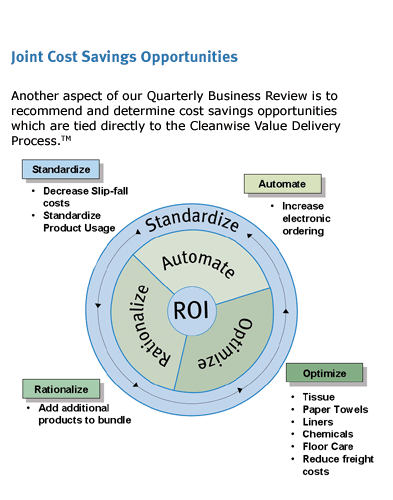 Joint Cost Savings Opportunities
Another aspect of our Quarterly Business Review is to
recommend and determine cost savings opportunities
which are tied directly to the Cleanwise Value Delivery
Process.™
Standardize
• Decrease Slip-fall
costs
• Standardize
Product Usage
Automate
• Increase
electronic
ordering
Standardize
Automate
Rationalize
ROI
Optimize
Rationalize
• Add additional
products to bundle
Optimize
• Tissue
• Paper Towels
• Liners
• Chemicals
• Floor Care
• Reduce freight
costs